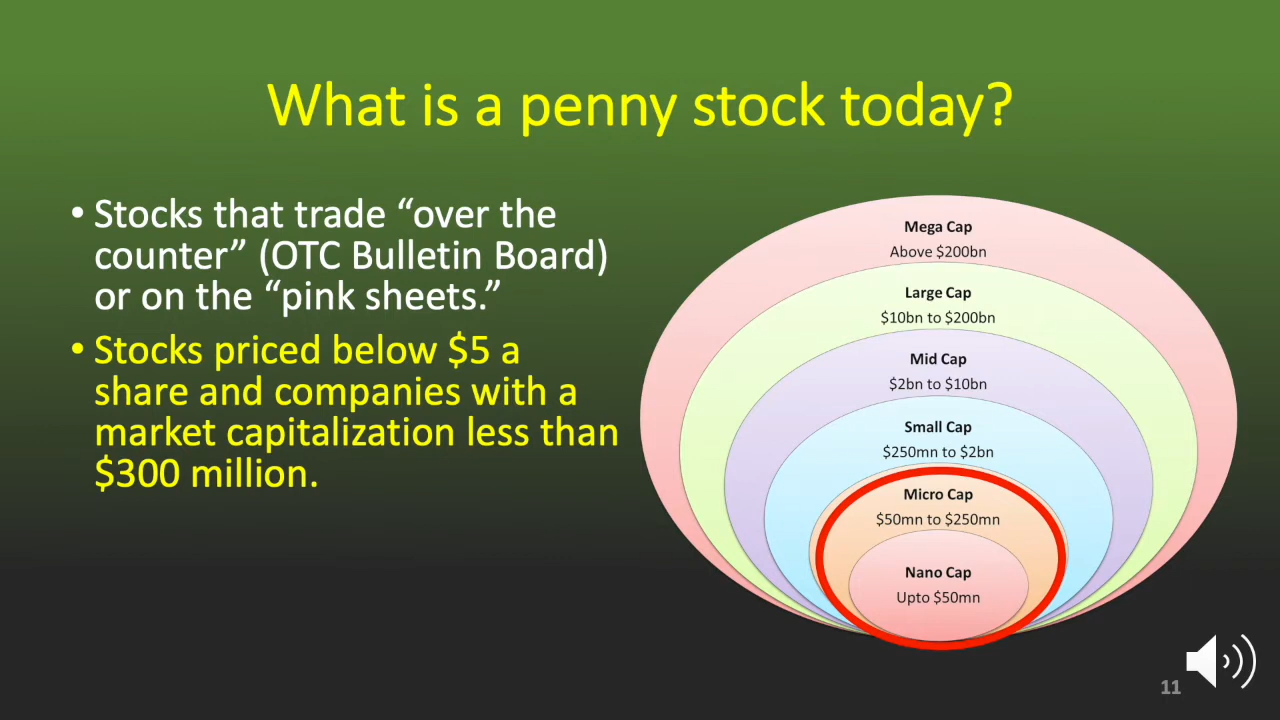 What is a penny stock today?
• Stocks that trade “over the
counter” (OTC Bulletin Board)
or on the “pink sheets.”
• Stocks priced below $5 a
share and companies with a
market capitalization less than
$300 million.
Mega Cap
Above $200bn
Large Cap
$10bn to $200bn
Mid Cap
$2bn to $10bn
Small Cap
$250mn to $2bn
Micro Cap
$50mn to $250mn
Nano Cap
Upto $50mn
11